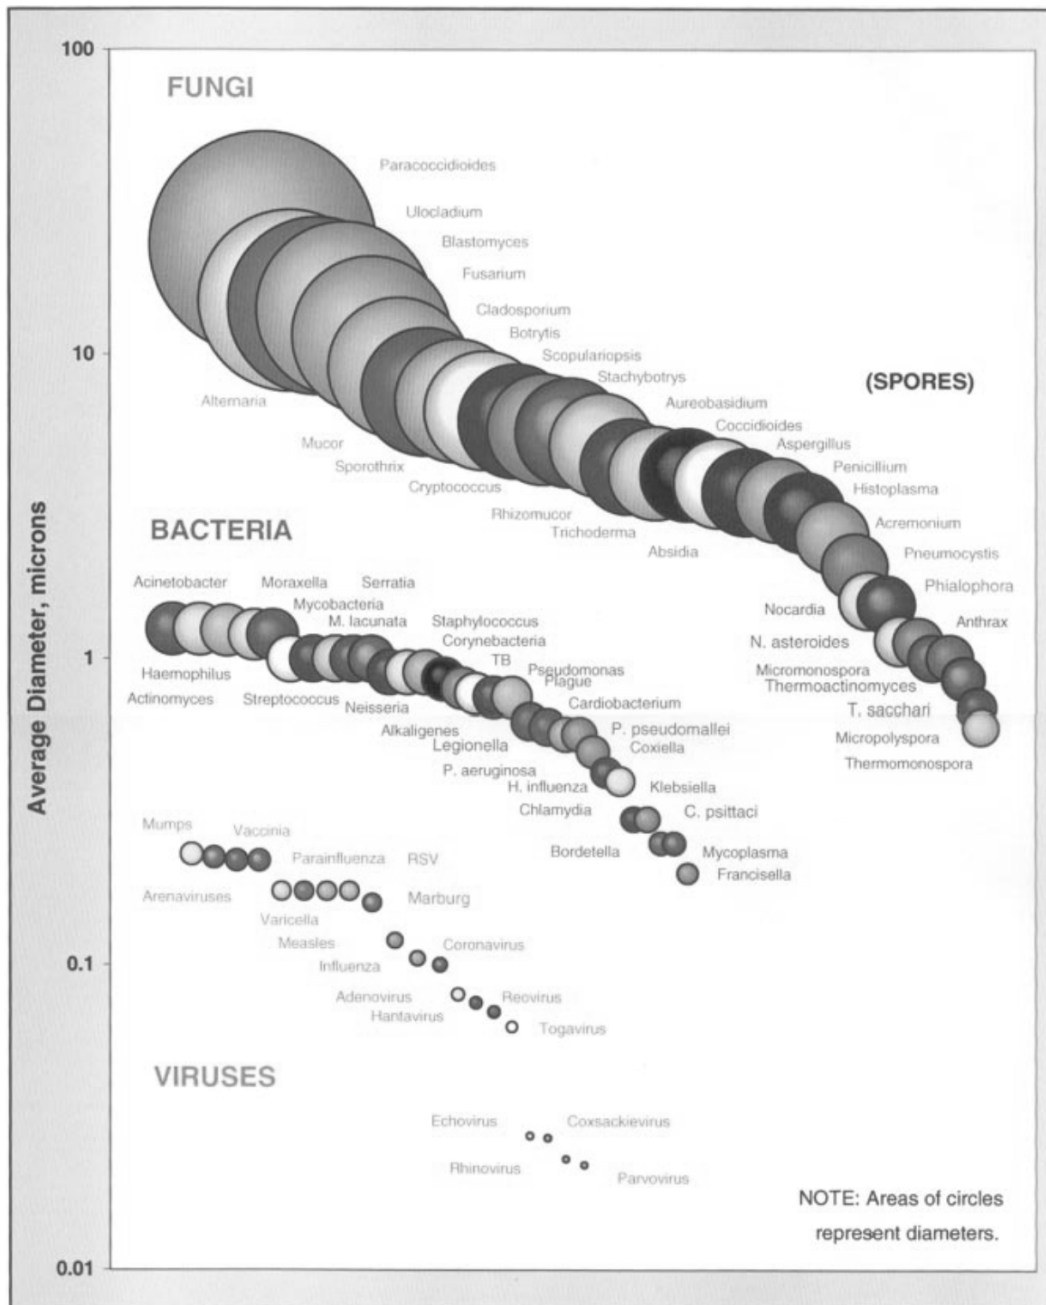 100
FUNGI
Paracoccidioides
Ulocladium
Blastomyces
Fusarium
Cladosporium
Botrytis
10
Scopulariopsis
Stachybotrys
(SPORES)
Alternaria
Aureobasidium
Coccidioides
Mucor
Aspergillus
Sporothrix
Penicillium
Cryptococcus
Histoplasma
Rhizomucor
Acremonium
Trichoderma
Absidia
Pneumocystis
BACTERIA
Acinetobacter
Moraxella
Serratia
Phialophora
Mycobacteria
Nocardia
M. lacunata
Staphylococcus
Anthrax
Corynebacteria
N. asteroides
1
TB
Haemophilus
Pseudomonas
Micromonospora
Plague
Thermoactinomyces
Actinomyces
Streptococcus
Cardiobacterium
Neisseria
T. sacchari
Alkaligenes
P. pseudomallei
Legionella
Coxiella
Micropolyspora
P. aeruginosa
Thermomonospora
H. influenza
Klebsiella
Chlamydia
C. psittaci
Mumps
Vaccinia
Bordetella
Mycoplasma
Parainfluenza
RSV
Francisella
Arenaviruses
Marburg
Varicella
Measles
Coronavirus
Influenza
0.1
Adenovirus
Reovirus
Hantavirus
Togavirus
VIRUSES
Echovirus
Coxsackievirus
Rhinovirus
Parvovirus
NOTE: Areas of circles
represent diameters.
0.01
Average Diameter, microns